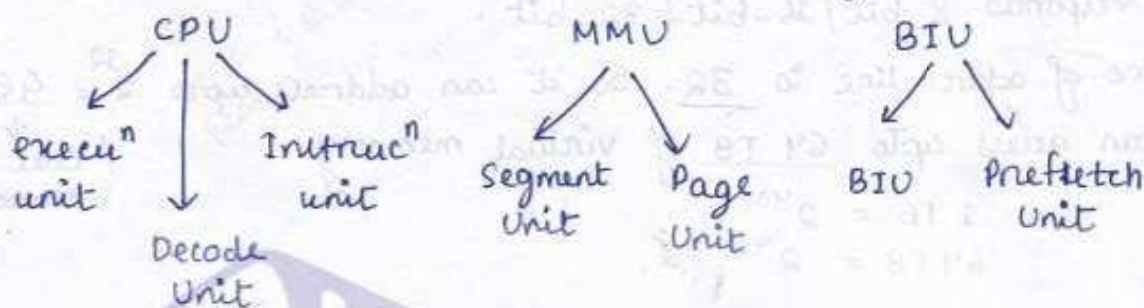 CPU MMU BIU
execuⁿ unit Instrucⁿ unit Segment Unit Page Unit BIU Prefetch Unit
Decode Unit